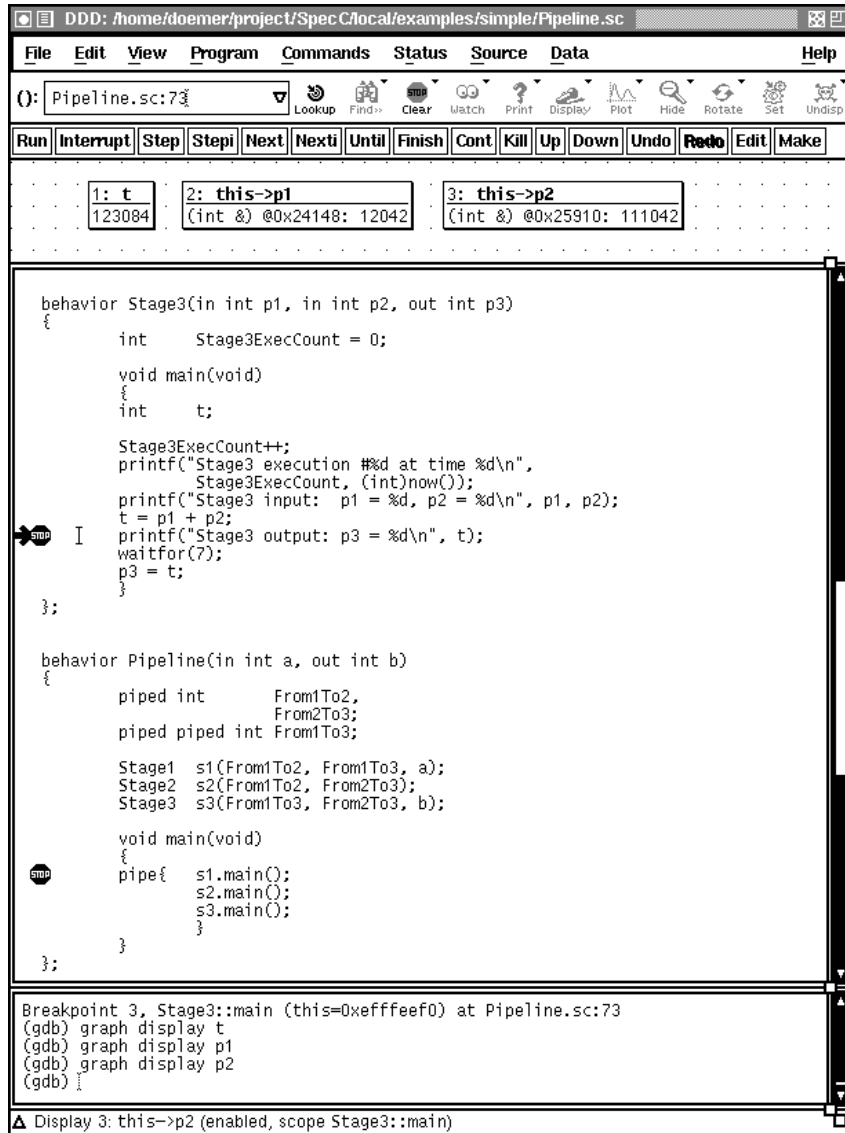 DDD: /home/doemer/project/SpecC/local/examples/simple/Pipeline.sc
File Edit View Program Commands Status Source Data Help
(): Pipeline.sc:73 Lookup Find» Clear Watch Print Display Plot Hide Rotate Set Undisp
Run Interrupt Step Stepi Next Nexti Until Finish Cont Kill Up Down Undo Redo Edit Make
1: t 2: this->p1 3: this->p2
123084 (int &) @0x24148: 12042 (int &) @0x25910: 111042
behavior Stage3(in int p1, in int p2, out int p3)
{
int Stage3ExecCount = 0;
void main(void)
{
int t;
Stage3ExecCount++;
printf("Stage3 execution #%d at time %d\n",
Stage3ExecCount, (int)now());
printf("Stage3 input:  p1 = %d, p2 = %d\n", p1, p2);
t = p1 + p2;
STOP printf("Stage3 output: p3 = %d\n", t);
waitfor(7);
p3 = t;
}
};
behavior Pipeline(in int a, out int b)
{
piped int From1To2,
From2To3;
piped piped int From1To3;
Stage1 s1(From1To2, From1To3, a);
Stage2 s2(From1To2, From2To3);
Stage3 s3(From1To3, From2To3, b);
void main(void)
{
STOP pipe{ s1.main();
s2.main();
s3.main();
}
}
};
Breakpoint 3, Stage3::main (this=0xefffeef0) at Pipeline.sc:73
(gdb) graph display t
(gdb) graph display p1
(gdb) graph display p2
(gdb)
Display 3: this->p2 (enabled, scope Stage3::main)